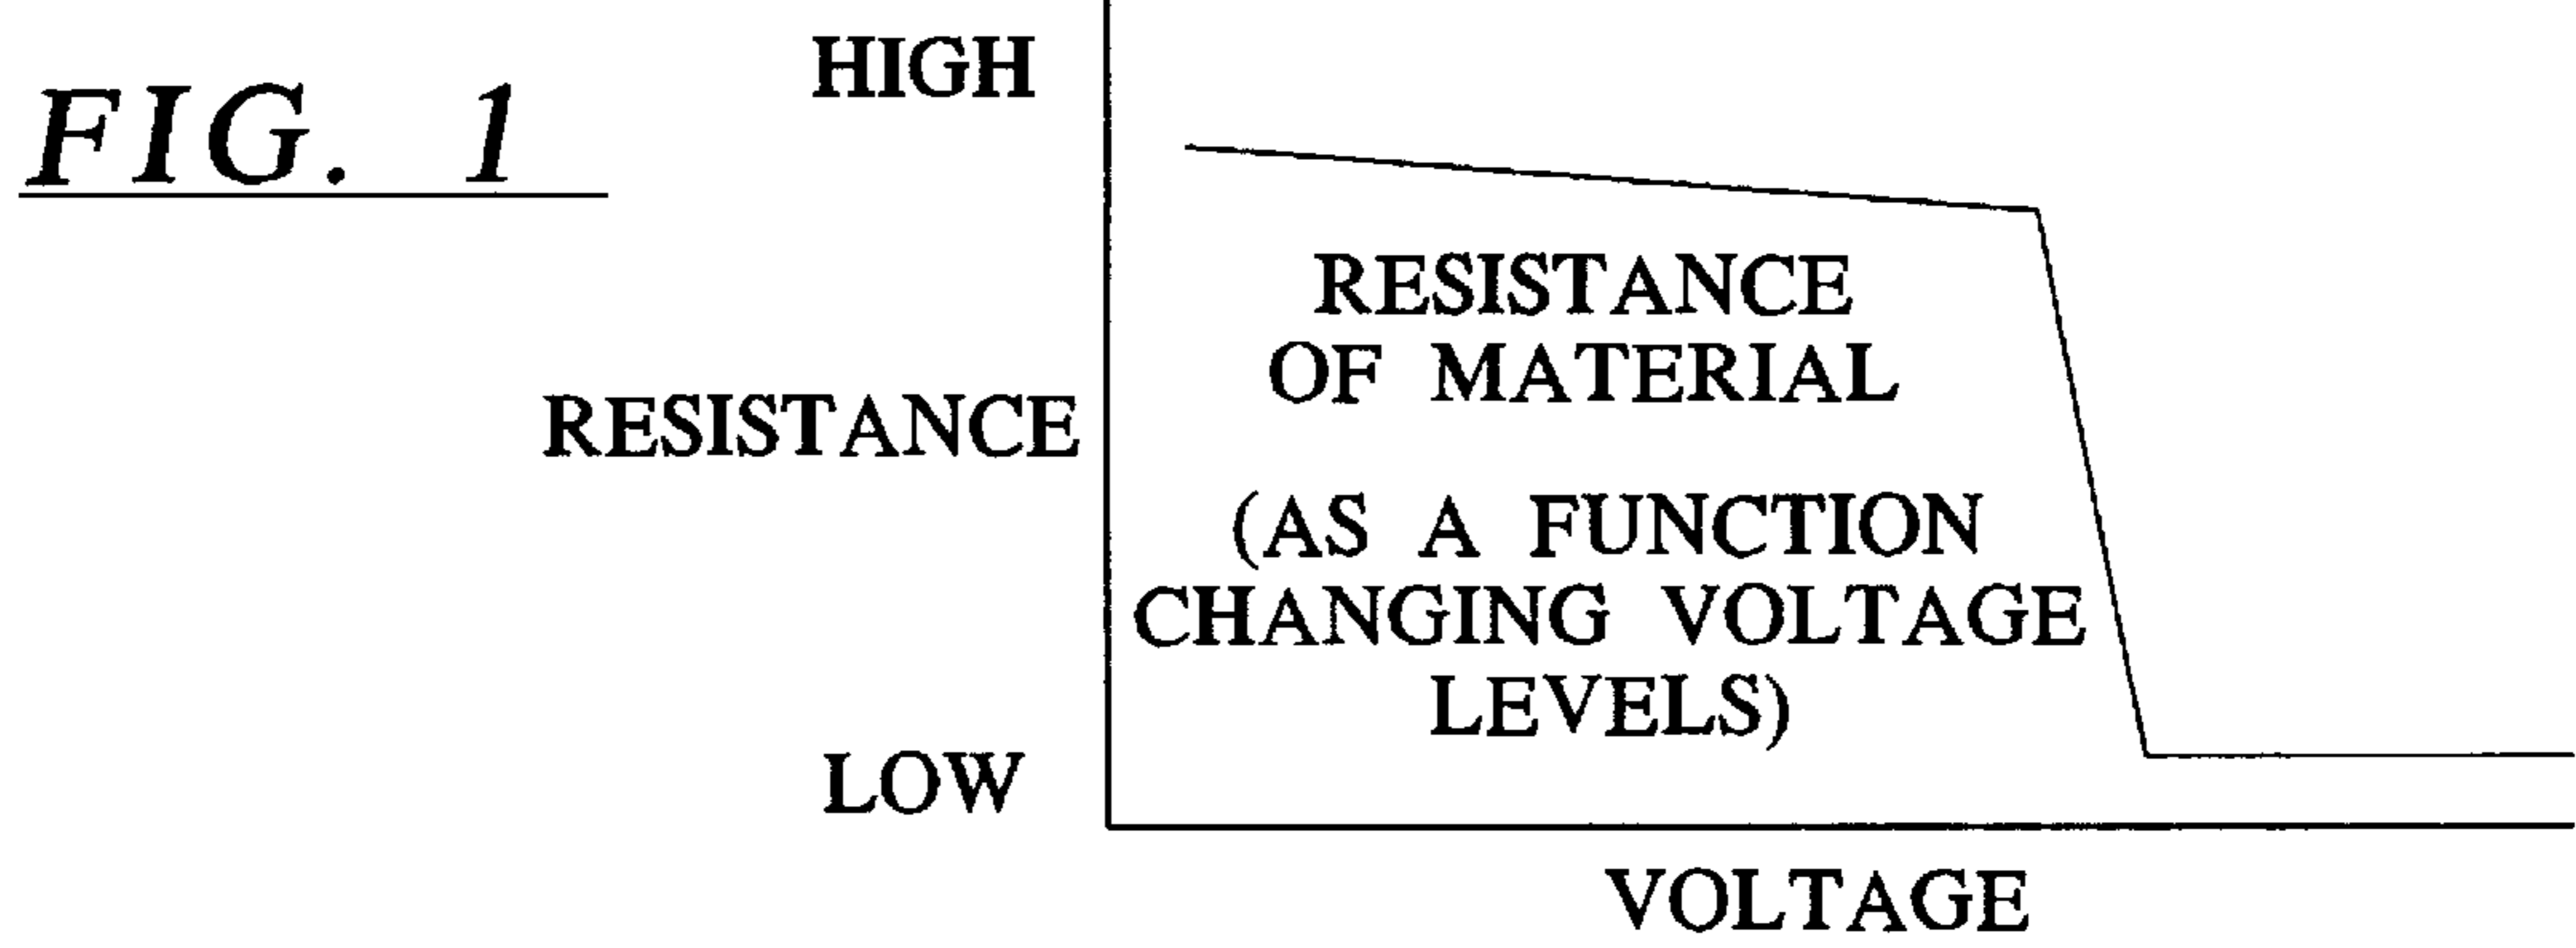 FIG. 1
HIGH
RESISTANCE
OF MATERIAL
RESISTANCE
(AS A FUNCTION
CHANGING VOLTAGE
LEVELS)
LOW
VOLTAGE